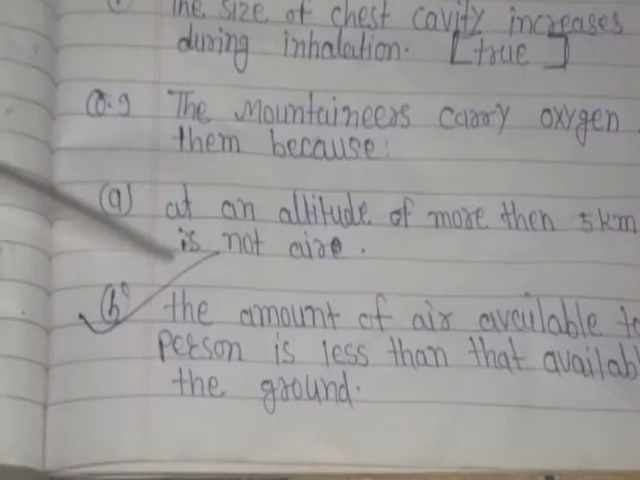 The size of chest cavity increases
during inhalation. [true]
Q.9 The Mountaineers carry oxygen
them because:
(a) at an altitude of more then 5 km
is not aire.
(b) the amount of air available to
person is less than that availab
the ground.